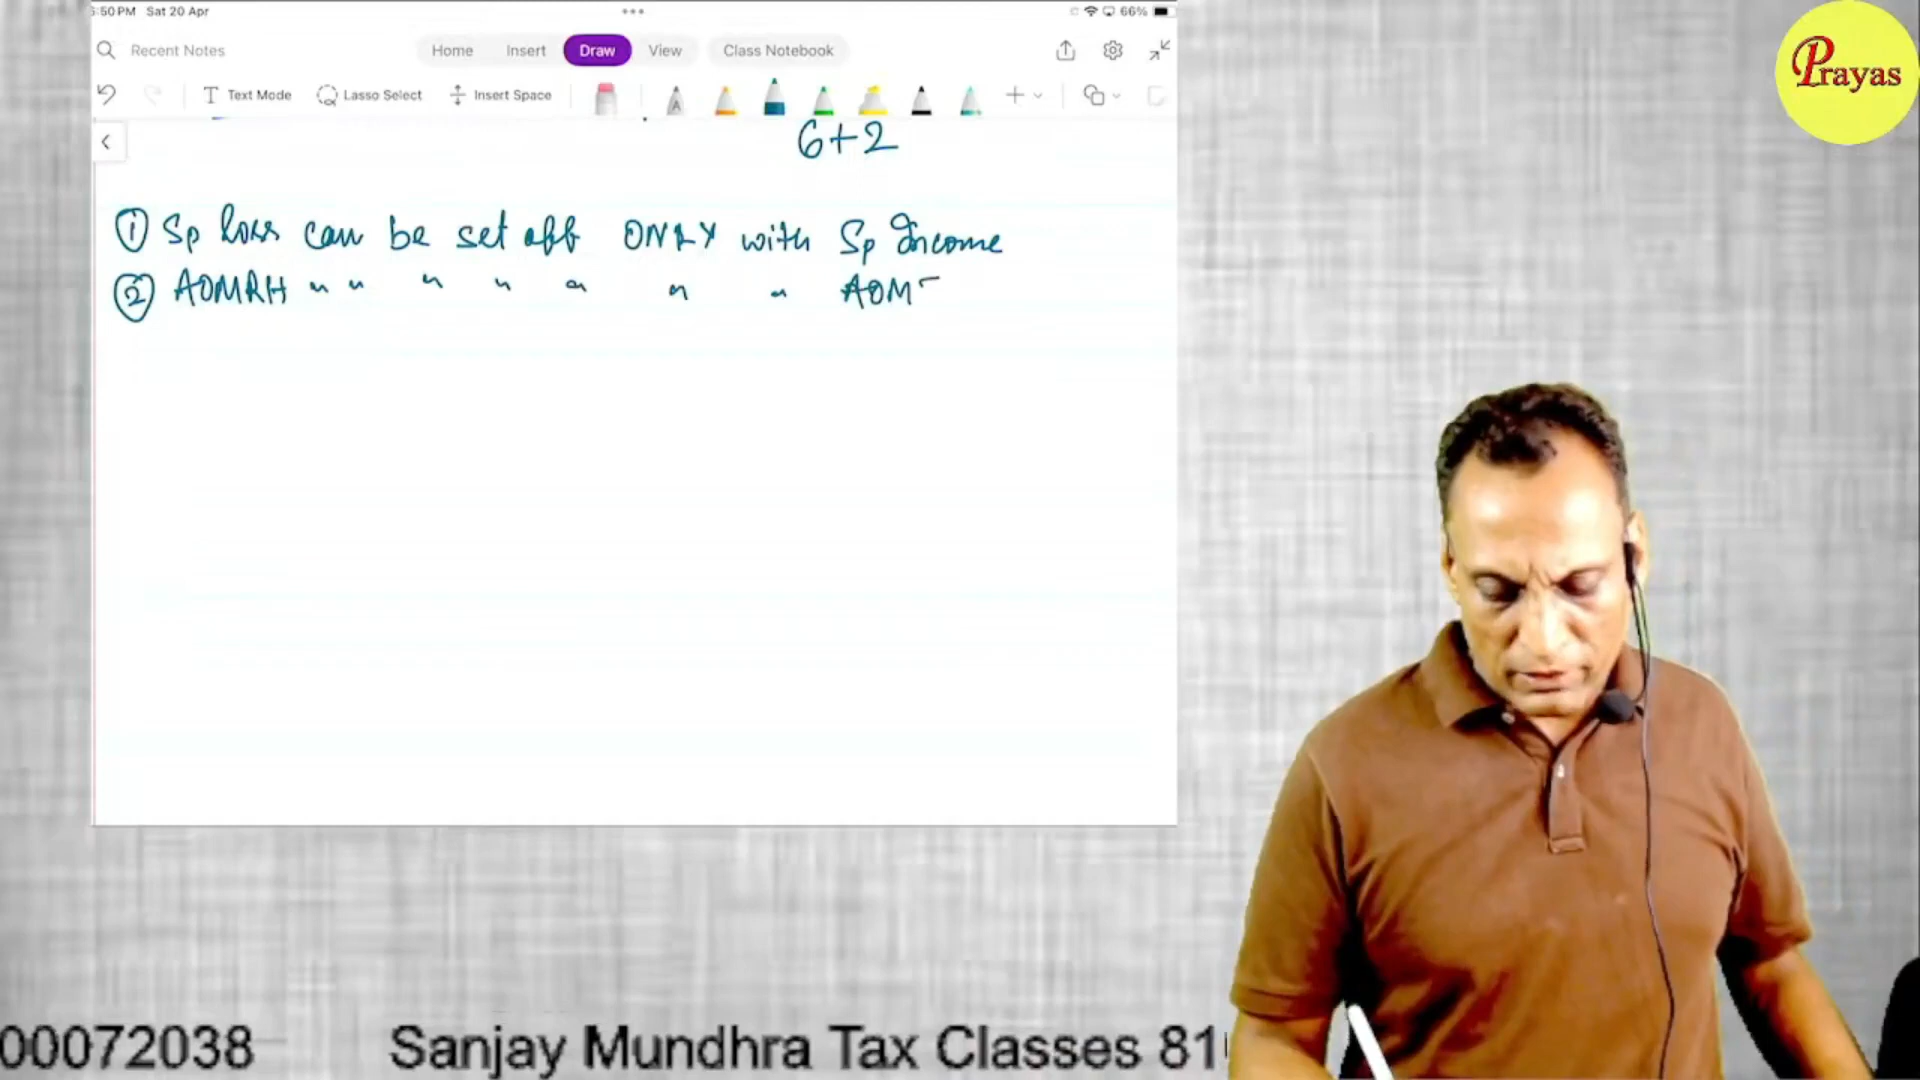 :50 PM Sat 20 Apr
66%
Recent Notes
Home Insert Draw View Class Notebook
Text Mode Lasso Select Insert Space
6+2
① Sp loss can be set off ONLY with Sp Income
② AOMRH " " " " " " " AOM
Prayas
00072038 Sanjay Mundhra Tax Classes 81